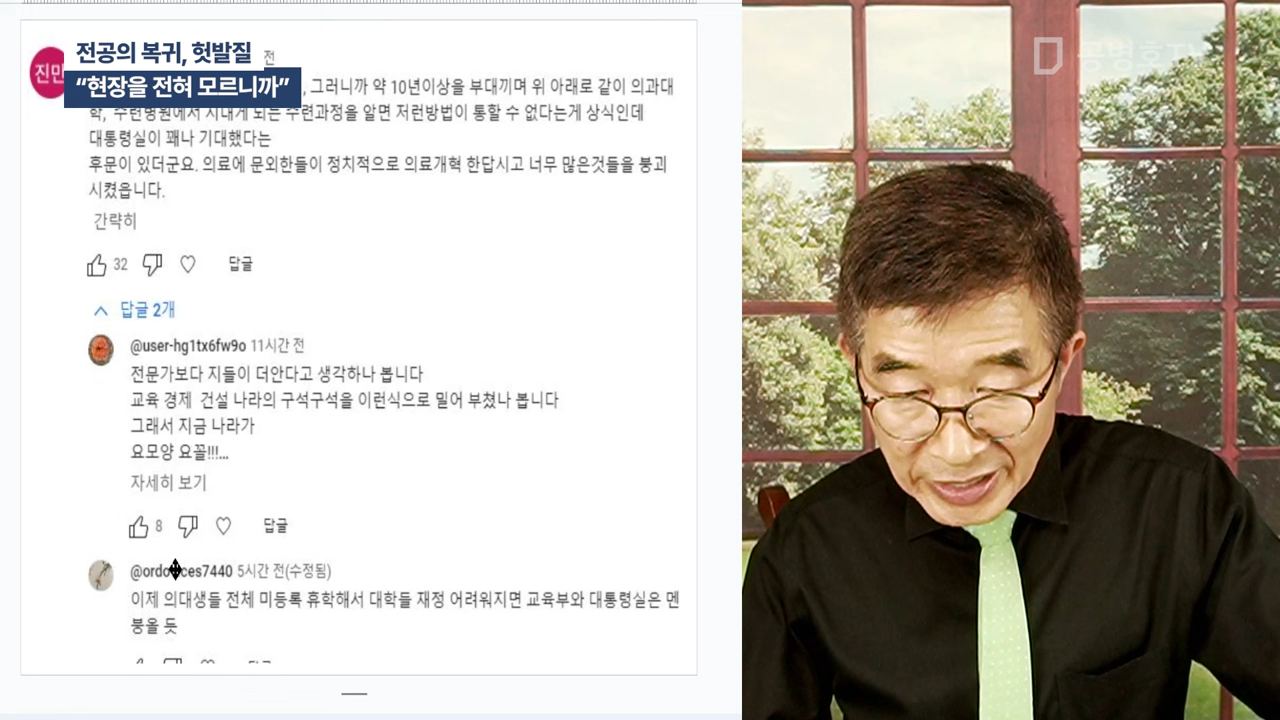 전공의 복귀, 헛발질
전
“현장을 전혀 모르니까”
진민
, 그러니까 약 10년이상을 부대끼며 위 아래로 같이 의과대
학, 수련병원에서 지내게 되는 수련과정을 알면 저런방법이 통할 수 없다는게 상식인데
대통령실이 꽤나 기대했다는
후문이 있더군요. 의료에 문외한들이 정치적으로 의료개혁 한답시고 너무 많은것들을 붕괴
시켰읍니다.
간략히
32
답글
답글 2개
@user-hg1tx6fw9o 11시간 전
전문가보다 지들이 더안다고 생각하나 봅니다
교육 경제 건설 나라의 구석구석을 이런식으로 밀어 부쳤나 봅니다
그래서 지금 나라가
요모양 요꼴!!!...
자세히 보기
8
답글
5시간 전(수정됨)
이제 의대생들 전체 미등록 휴학해서 대학들 재정 어려워지면 교육부와 대통령실은 멘
붕올 듯
공병호TV